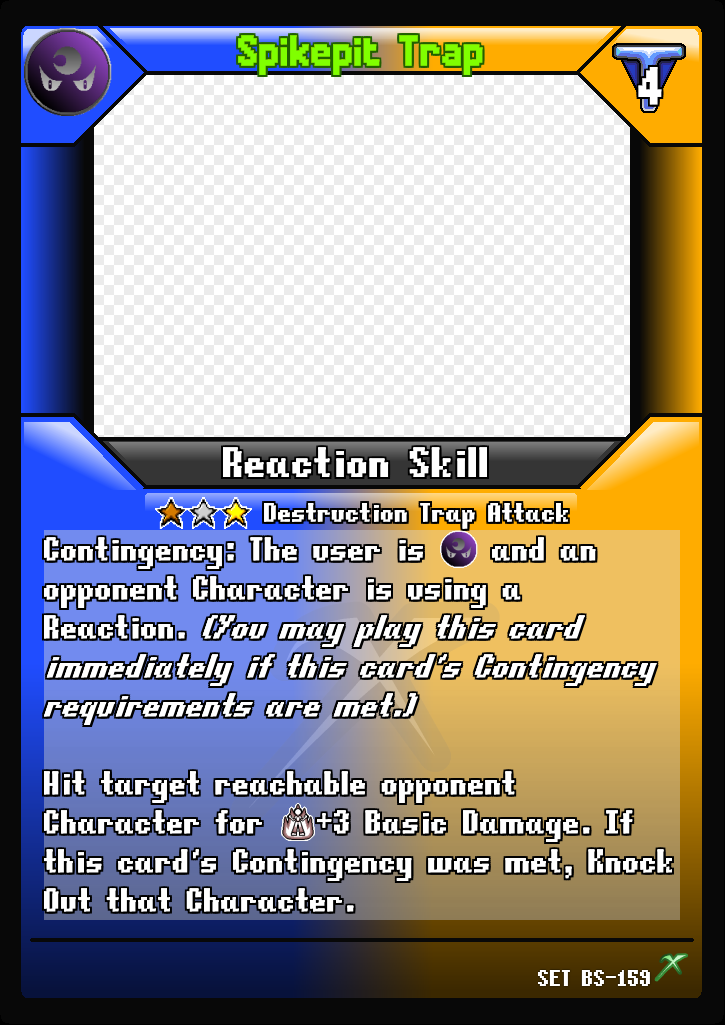 Spikepit Trap
4
Reaction Skill
Destruction Trap Attack
Contingency: The user is and an
opponent Character is using a
Reaction. (You may play this card
immediately if this card's Contingency
requirements are met.)
Hit target reachable opponent
Character for A+3 Basic Damage. If
this card's Contingency was met, Knock
Out that Character.
SET BS-159